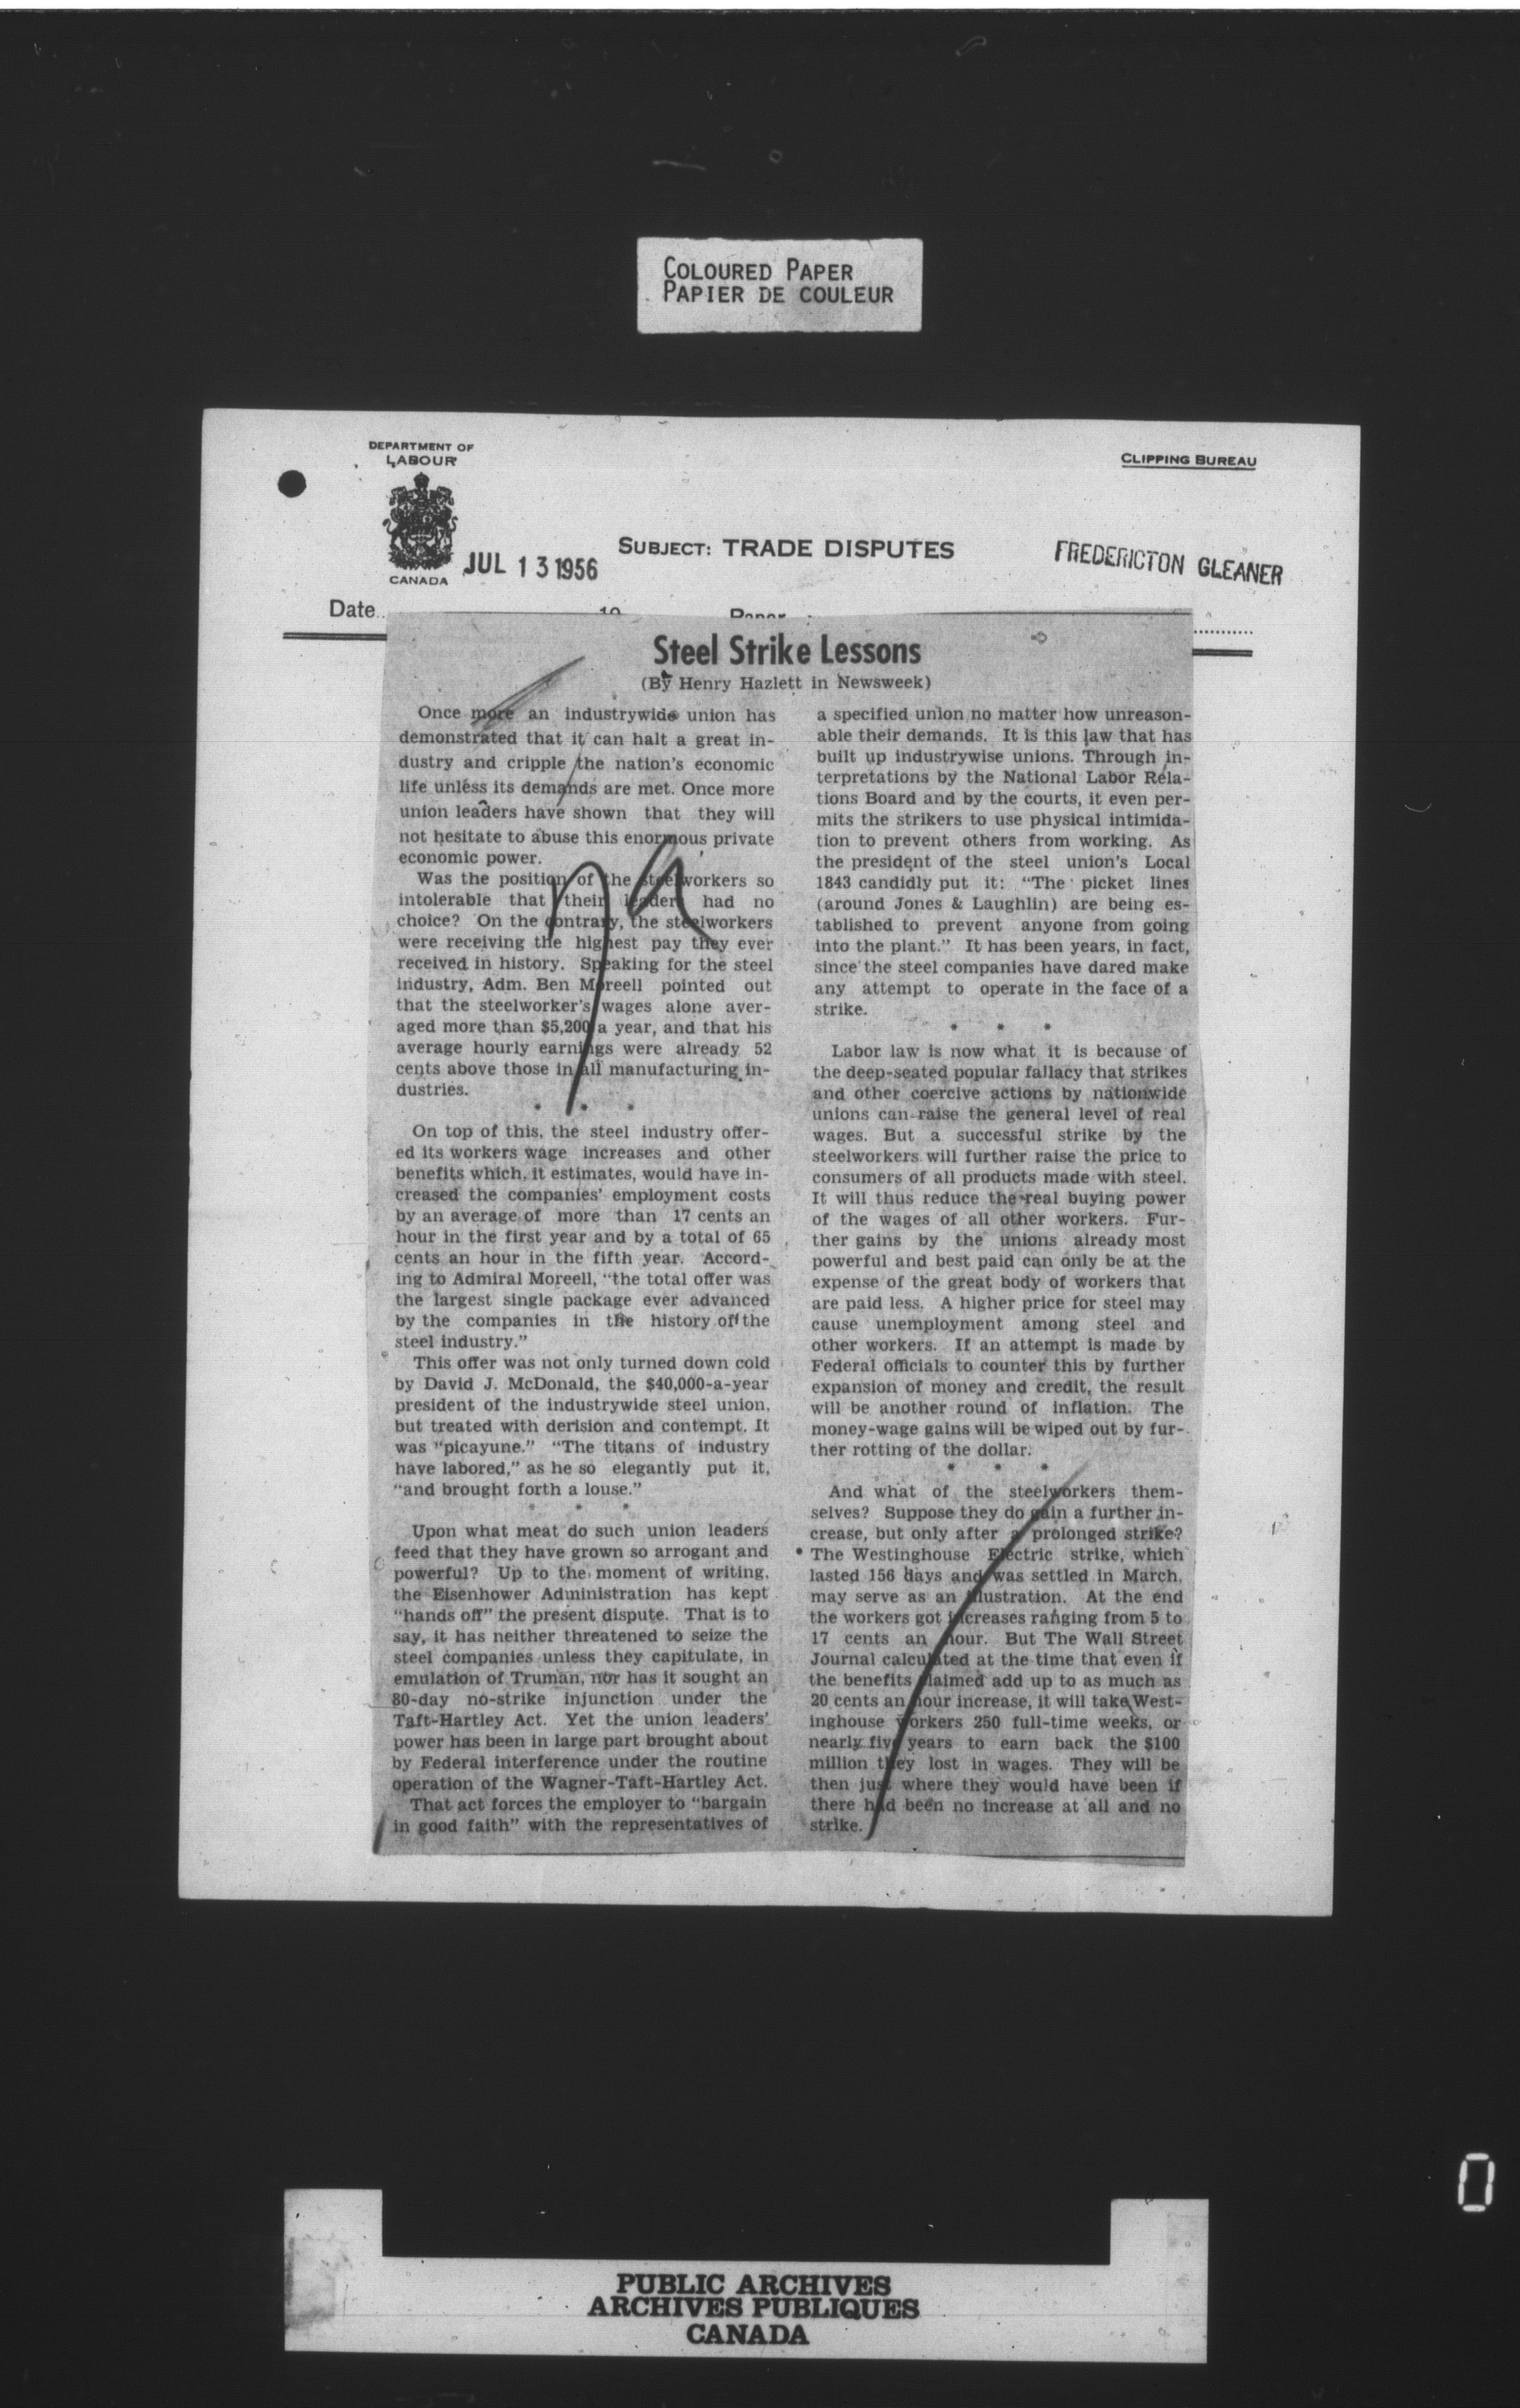 COLOURED PAPER
PAPIER DE COULEUR
DEPARTMENT OF
LABOUR
CANADA
CLIPPING BUREAU
JUL 13 1956
SUBJECT: TRADE DISPUTES
FREDERICTON GLEANER
Date
19
Paper
Steel Strike Lessons
(By Henry Hazlett in Newsweek)
Once more an industrywide union has
demonstrated that it can halt a great in-
dustry and cripple the nation's economic
life unless its demands are met. Once more
union leaders have shown that they will
not hesitate to abuse this enormous private
economic power.
Was the position of the steelworkers so
intolerable that their leaders had no
choice? On the contrary, the steelworkers
were receiving the highest pay they ever
received in history. Speaking for the steel
industry, Adm. Ben Moreell pointed out
that the steelworker's wages alone aver-
aged more than $5,200 a year, and that his
average hourly earnings were already 52
cents above those in all manufacturing in-
dustries.
* * *
On top of this, the steel industry offer-
ed its workers wage increases and other
benefits which, it estimates, would have in-
creased the companies' employment costs
by an average of more than 17 cents an
hour in the first year and by a total of 65
cents an hour in the fifth year. Accord-
ing to Admiral Moreell, "the total offer was
the largest single package ever advanced
by the companies in the history of the
steel industry."
This offer was not only turned down cold
by David J. McDonald, the $40,000-a-year
president of the industrywide steel union,
but treated with derision and contempt. It
was "picayune." "The titans of industry
have labored," as he so elegantly put it,
"and brought forth a louse."
* * *
Upon what meat do such union leaders
feed that they have grown so arrogant and
powerful? Up to the moment of writing,
the Eisenhower Administration has kept
"hands off" the present dispute. That is to
say, it has neither threatened to seize the
steel companies unless they capitulate, in
emulation of Truman, nor has it sought an
80-day no-strike injunction under the
Taft-Hartley Act. Yet the union leaders'
power has been in large part brought about
by Federal interference under the routine
operation of the Wagner-Taft-Hartley Act.
That act forces the employer to "bargain
in good faith" with the representatives of
a specified union no matter how unreason-
able their demands. It is this law that has
built up industrywise unions. Through in-
terpretations by the National Labor Rela-
tions Board and by the courts, it even per-
mits the strikers to use physical intimida-
tion to prevent others from working. As
the president of the steel union's Local
1843 candidly put it: "The picket lines
(around Jones & Laughlin) are being es-
tablished to prevent anyone from going
into the plant." It has been years, in fact,
since the steel companies have dared make
any attempt to operate in the face of a
strike.
* * *
Labor law is now what it is because of
the deep-seated popular fallacy that strikes
and other coercive actions by nationwide
unions can raise the general level of real
wages. But a successful strike by the
steelworkers will further raise the price to
consumers of all products made with steel.
It will thus reduce the real buying power
of the wages of all other workers. Fur-
ther gains by the unions already most
powerful and best paid can only be at the
expense of the great body of workers that
are paid less. A higher price for steel may
cause unemployment among steel and
other workers. If an attempt is made by
Federal officials to counter this by further
expansion of money and credit, the result
will be another round of inflation. The
money-wage gains will be wiped out by fur-
ther rotting of the dollar.
* * *
And what of the steelworkers them-
selves? Suppose they do gain a further in-
crease, but only after a prolonged strike?
The Westinghouse Electric strike, which
lasted 156 days and was settled in March,
may serve as an illustration. At the end
the workers got increases ranging from 5 to
17 cents an hour. But The Wall Street
Journal calculated at the time that even if
the benefits claimed add up to as much as
20 cents an hour increase, it will take West-
inghouse workers 250 full-time weeks, or
nearly five years to earn back the $100
million they lost in wages. They will be
then just where they would have been if
there had been no increase at all and no
strike.
0
PUBLIC ARCHIVES
ARCHIVES PUBLIQUES
CANADA